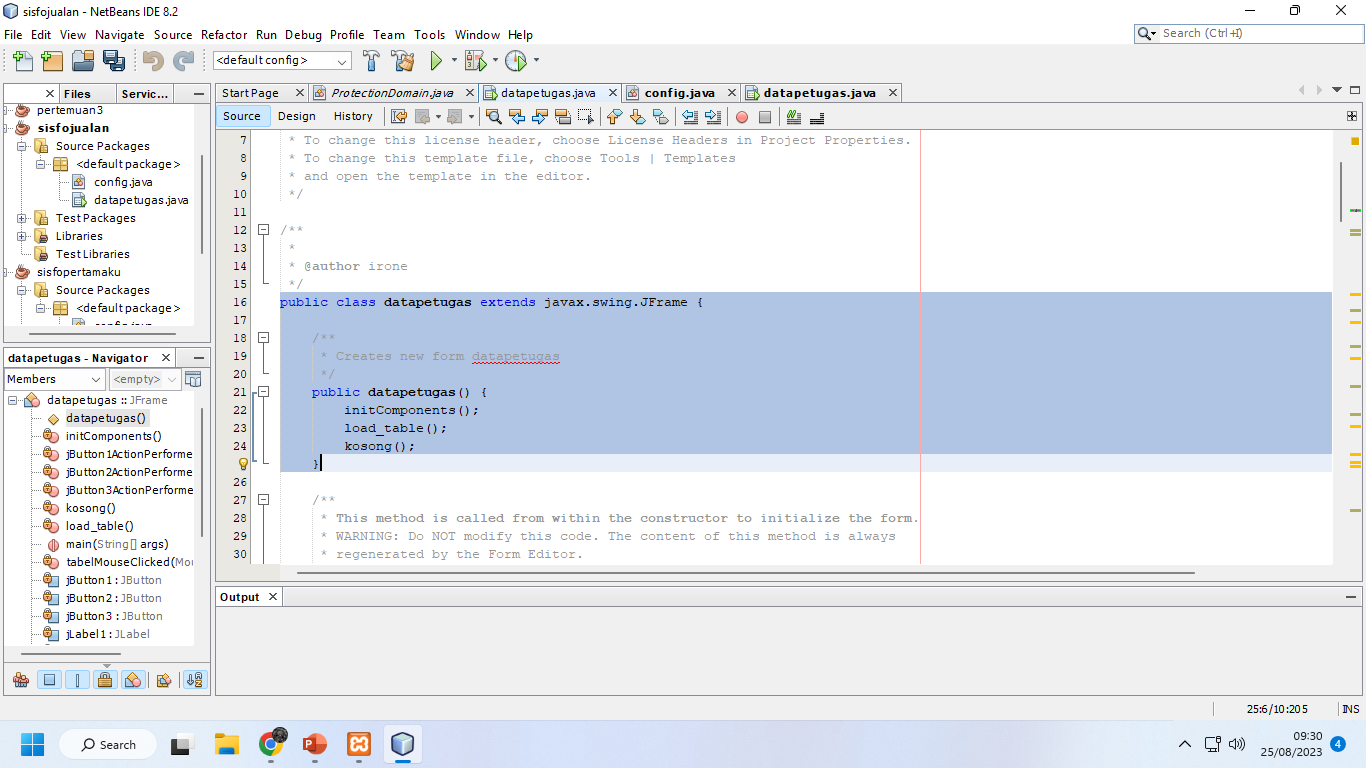 sisfojualan - NetBeans IDE 8.2
File Edit View Navigate Source Refactor Run Debug Profile Team Tools Window Help
Search (Ctrl+I)
<default config>
Files Servic...
Start Page ProtectionDomain.java datapetugas.java config.java datapetugas.java
Source Design History
pertemuan3
sisfojualan
Source Packages
<default package>
config.java
datapetugas.java
Test Packages
Libraries
Test Libraries
sisfopertamaku
Source Packages
<default package>
datapetugas - Navigator
Members <empty>
datapetugas :: JFrame
datapetugas()
initComponents()
jButton1ActionPerforme
jButton2ActionPerforme
jButton3ActionPerforme
kosong()
load_table()
main(String[] args)
tabelMouseClicked(Mou
jButton1 : JButton
jButton2 : JButton
jButton3 : JButton
jLabel1 : JLabel
7 * To change this license header, choose License Headers in Project Properties.
8 * To change this template file, choose Tools | Templates
9 * and open the template in the editor.
10 */
11
12 /**
13 *
14 * @author irone
15 */
16 public class datapetugas extends javax.swing.JFrame {
17
18 /**
19 * Creates new form datapetugas
20 */
21 public datapetugas() {
22 initComponents();
23 load_table();
24 kosong();
}
26
27 /**
28 * This method is called from within the constructor to initialize the form.
29 * WARNING: Do NOT modify this code. The content of this method is always
30 * regenerated by the Form Editor.
Output
25:6/10:205 INS
Search
09:30
25/08/2023
4